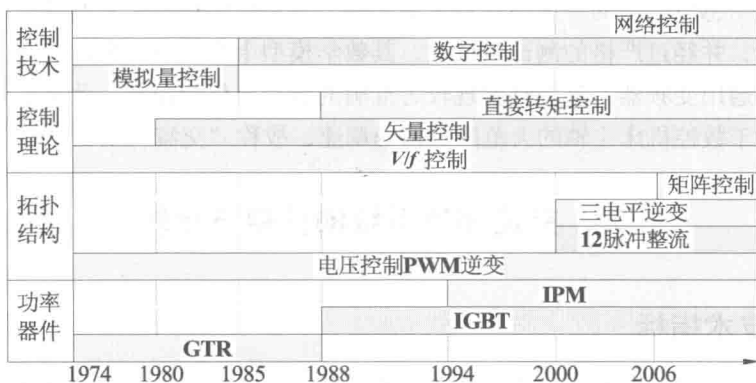 控制技术
网络控制
数字控制
模拟量控制
控制理论
直接转矩控制
矢量控制
V/f 控制
拓扑结构
矩阵控制
三电平逆变
12脉冲整流
电压控制PWM逆变
功率器件
IPM
IGBT
GTR
1974 1980 1985 1988 1994 2000 2006